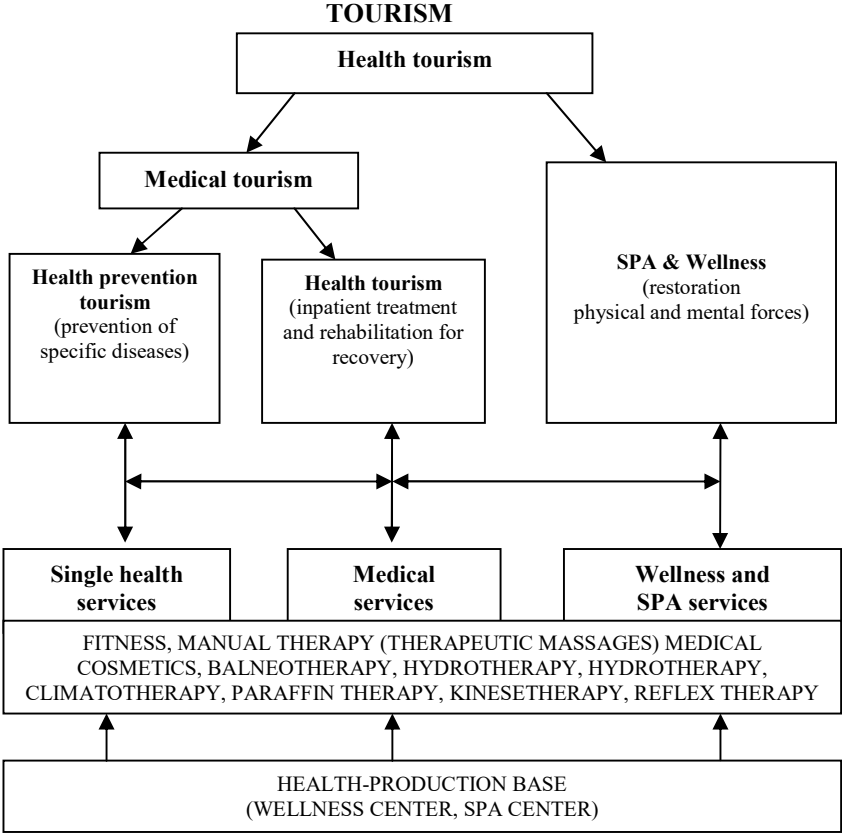 TOURISM
Health tourism
Medical tourism
Health prevention
tourism
(prevention of
specific diseases)
Health tourism
(inpatient treatment
and rehabilitation for
recovery)
SPA & Wellness
(restoration
physical and mental forces)
Single health
services
Medical
services
Wellness and
SPA services
FITNESS, MANUAL THERAPY (THERAPEUTIC MASSAGES) MEDICAL
COSMETICS, BALNEOTHERAPY, HYDROTHERAPY, HYDROTHERAPY,
CLIMATOTHERAPY, PARAFFIN THERAPY, KINESETHERAPY, REFLEX THERAPY
HEALTH-PRODUCTION BASE
(WELLNESS CENTER, SPA CENTER)